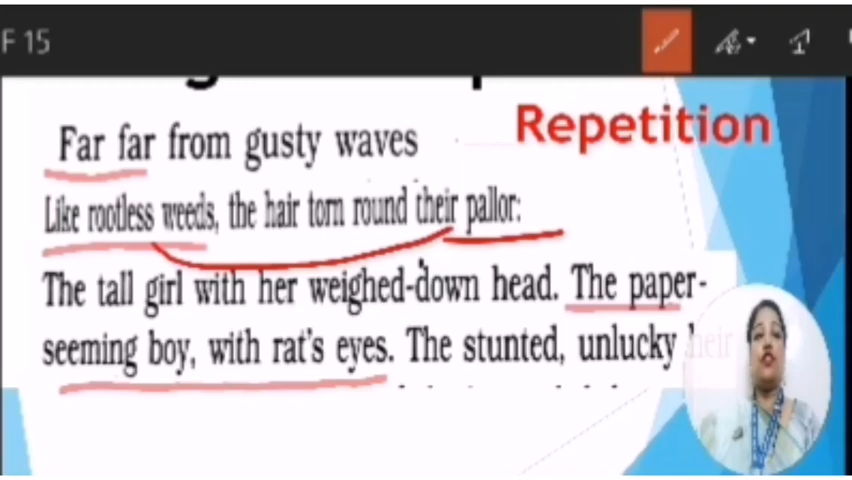 F 15
Repetition
Far far from gusty waves
Like rootless weeds, the hair torn round their pallor:
The tall girl with her weighed-down head. The paper-
seeming boy, with rat's eyes. The stunted, unlucky heir